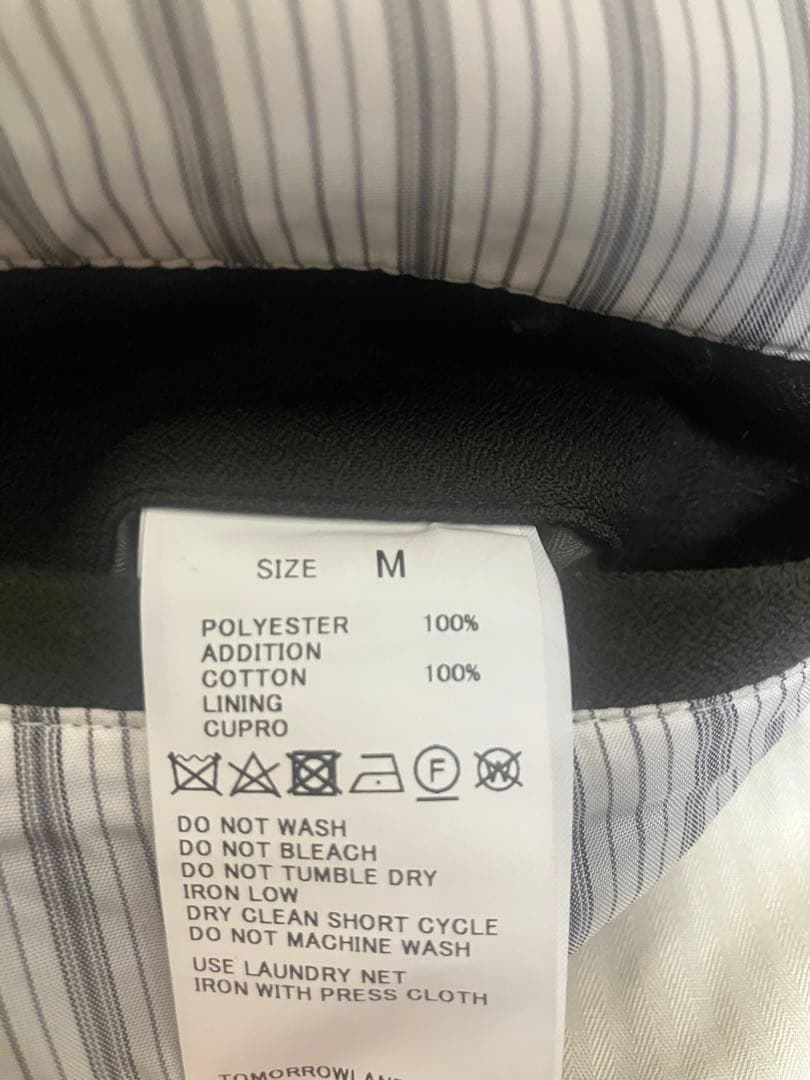 SIZE M
POLYESTER 100%
ADDITION
COTTON 100%
LINING
CUPRO
F W
DO NOT WASH
DO NOT BLEACH
DO NOT TUMBLE DRY
IRON LOW
DRY CLEAN SHORT CYCLE
DO NOT MACHINE WASH
USE LAUNDRY NET
IRON WITH PRESS CLOTH